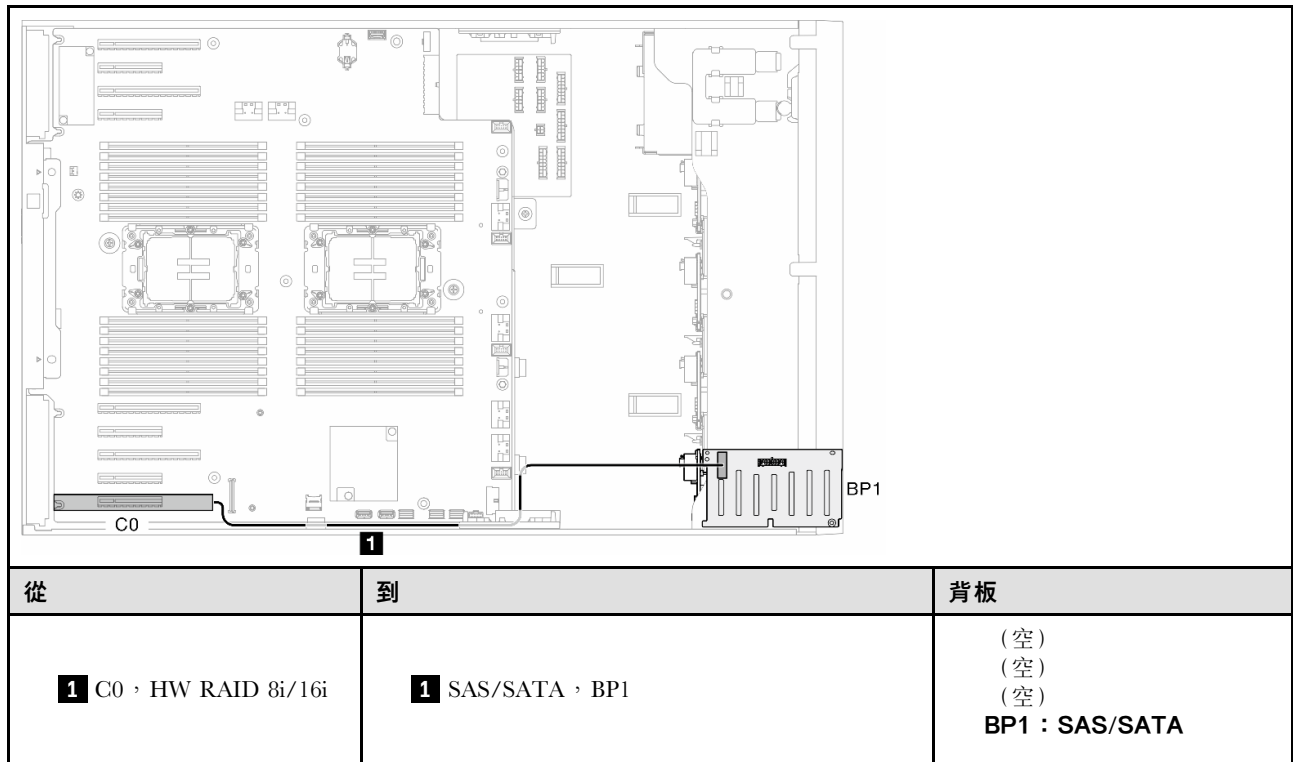 BP1
C0
1
從
到
背板
1 C0，HW RAID 8i/16i
1 SAS/SATA，BP1
（空）
（空）
（空）
BP1：SAS/SATA